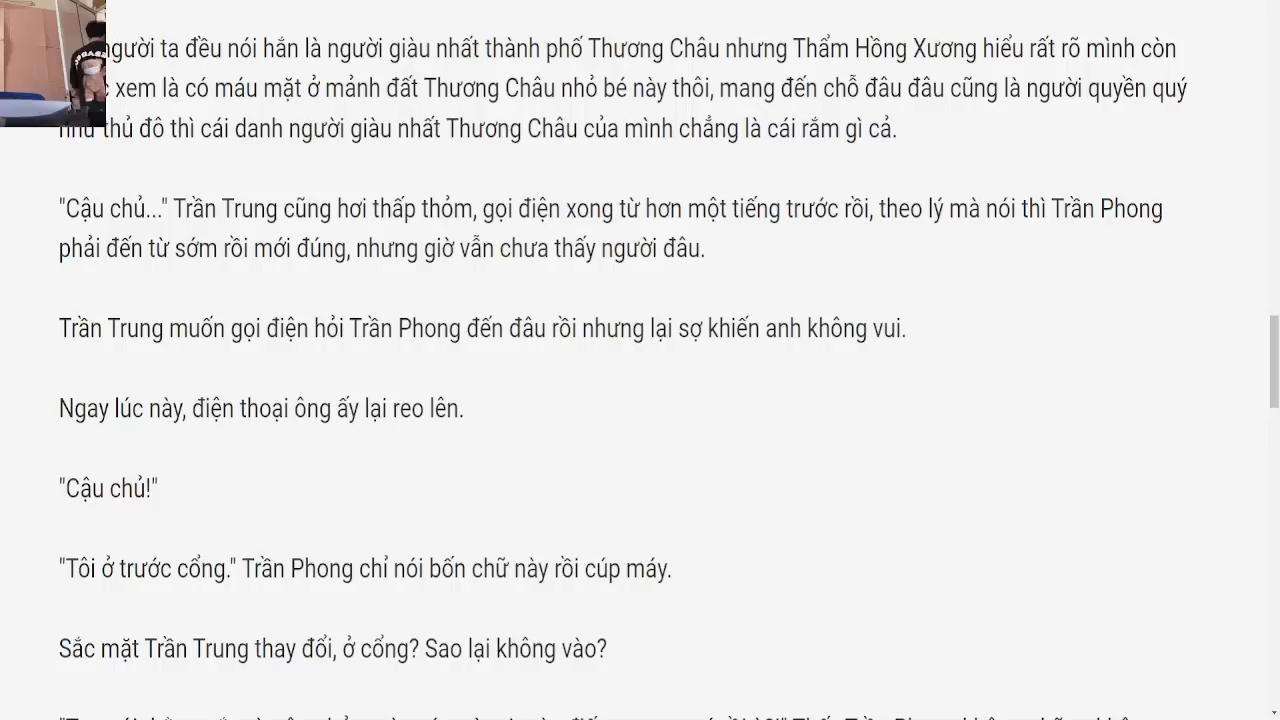 người ta đều nói hắn là người giàu nhất thành phố Thương Châu nhưng Thẩm Hồng Xương hiểu rất rõ mình còn
xem là có máu mặt ở mảnh đất Thương Châu nhỏ bé này thôi, mang đến chỗ đâu đâu cũng là người quyền quý
như thủ đô thì cái danh người giàu nhất Thương Châu của mình chẳng là cái rắm gì cả.
"Cậu chủ..." Trần Trung cũng hơi thấp thỏm, gọi điện xong từ hơn một tiếng trước rồi, theo lý mà nói thì Trần Phong
phải đến từ sớm rồi mới đúng, nhưng giờ vẫn chưa thấy người đâu.
Trần Trung muốn gọi điện hỏi Trần Phong đến đâu rồi nhưng lại sợ khiến anh không vui.
Ngay lúc này, điện thoại ông ấy lại reo lên.
"Cậu chủ!"
"Tôi ở trước cổng." Trần Phong chỉ nói bốn chữ này rồi cúp máy.
Sắc mặt Trần Trung thay đổi, ở cổng? Sao lại không vào?